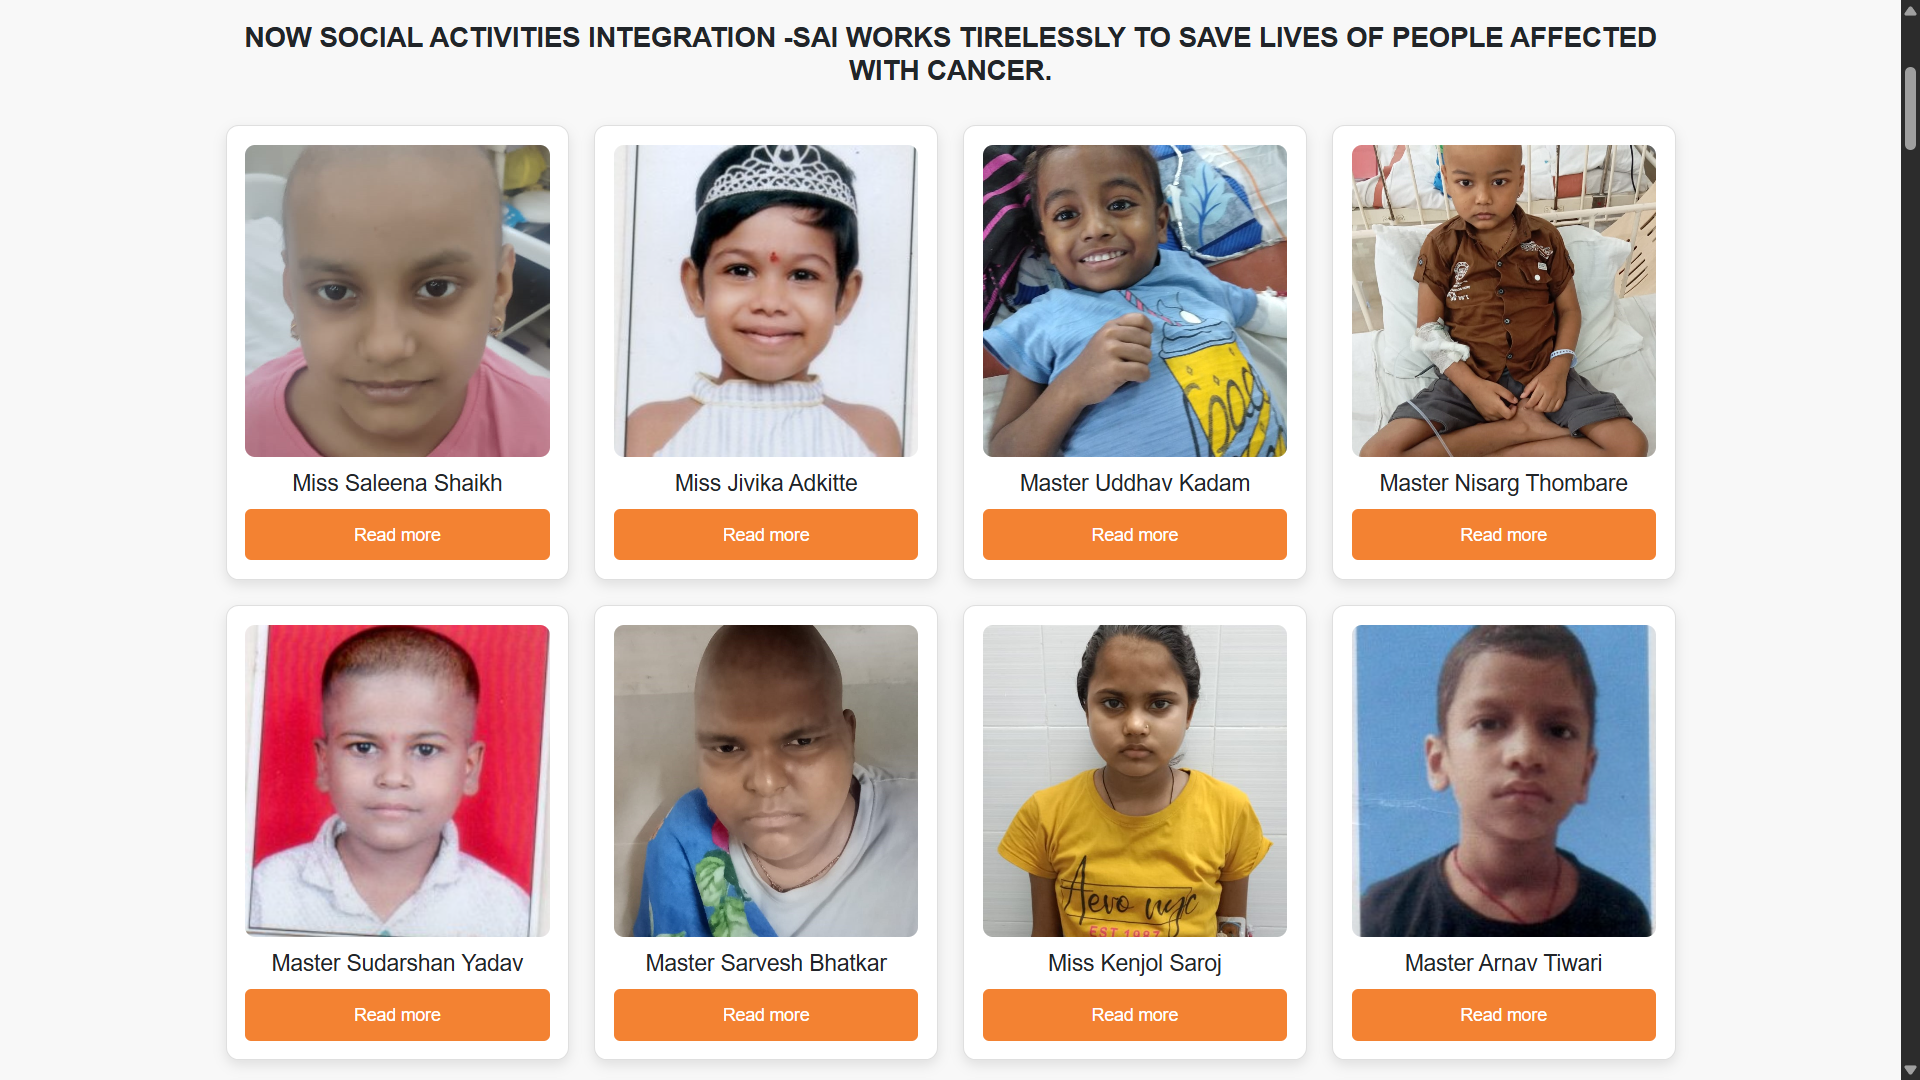 NOW SOCIAL ACTIVITIES INTEGRATION -SAI WORKS TIRELESSLY TO SAVE LIVES OF PEOPLE AFFECTED
WITH CANCER.
Miss Saleena Shaikh
Miss Jivika Adkitte
Master Uddhav Kadam
Master Nisarg Thombare
Read more
Read more
Read more
Read more
Aevo nyc
EST 1987
Master Sudarshan Yadav
Master Sarvesh Bhatkar
Miss Kenjol Saroj
Master Arnav Tiwari
Read more
Read more
Read more
Read more